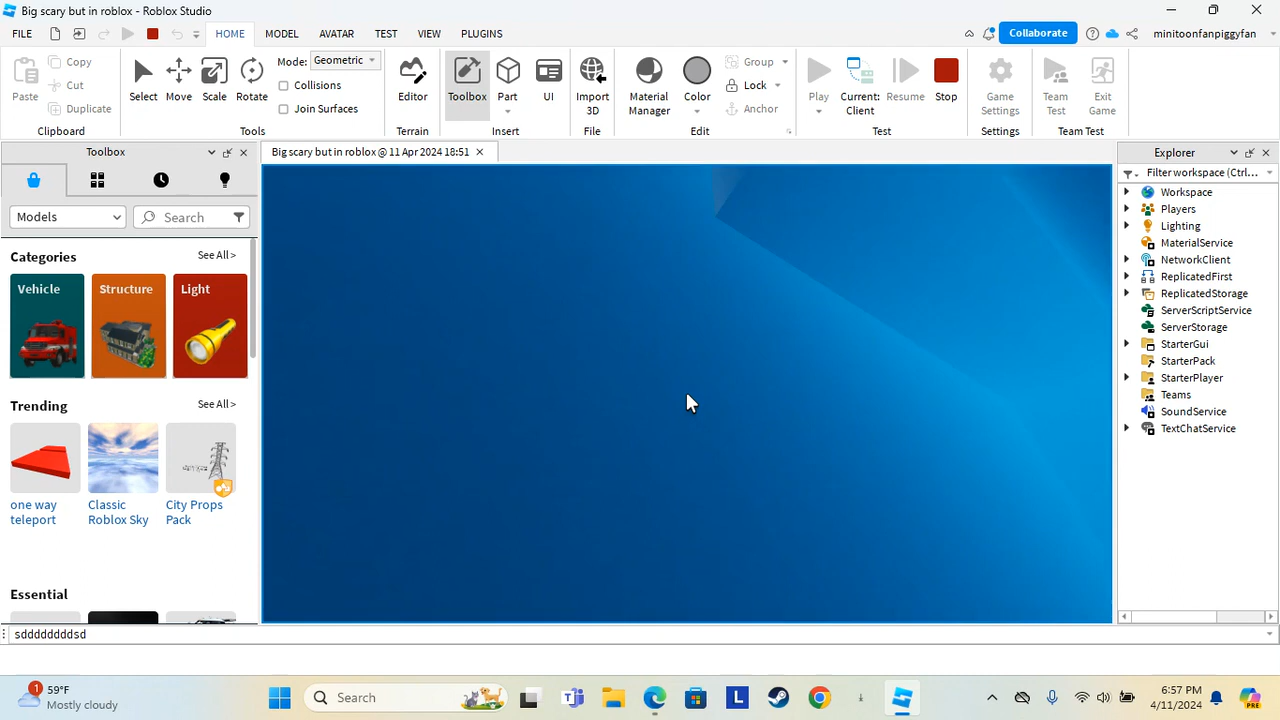 Big scary but in roblox - Roblox Studio
FILE HOME MODEL AVATAR TEST VIEW PLUGINS Collaborate minitoonfanpiggyfan
Paste Copy Cut Duplicate
Clipboard
Select Move Scale Rotate
Mode: Geometric
Collisions
Join Surfaces
Tools
Editor
Terrain
Toolbox Part UI
Insert
Import 3D
File
Material Manager Color
Group
Lock
Anchor
Edit
Play Current: Client Resume Stop
Test
Game Settings
Settings
Team Test Exit Game
Team Test
Toolbox
Big scary but in roblox @ 11 Apr 2024 18:51
Explorer
Models Search
Categories See All >
Vehicle Structure Light
Trending See All >
one way teleport
Classic Roblox Sky
City Props Pack
Essential See All >
Filter workspace (Ctrl...
Workspace
Players
Lighting
MaterialService
NetworkClient
ReplicatedFirst
ReplicatedStorage
ServerScriptService
ServerStorage
StarterGui
StarterPack
StarterPlayer
Teams
SoundService
TextChatService
sddddddddsd
1
59°F
Mostly cloudy
Search
L
PRE
6:57 PM
4/11/2024